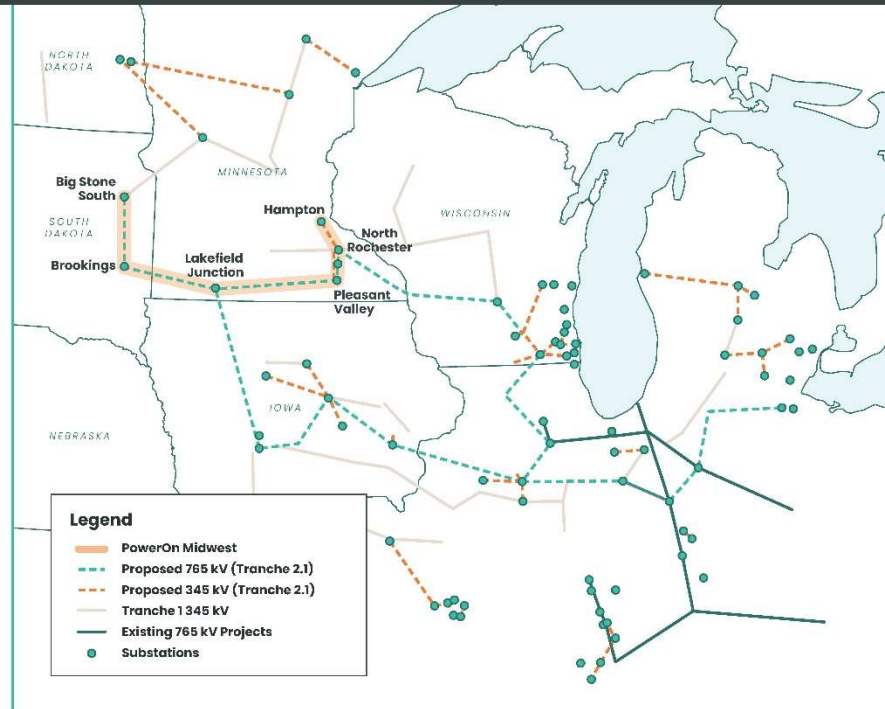 NORTH
DAKOTA
MINNESOTA
Big Stone
South
SOUTH
DAKOTA
Hampton
WISCONSIN
North
Rochester
Brookings
Lakefield
Junction
Pleasant
Valley
IOWA
NEBRASKA
Legend
PowerOn Midwest
Proposed 765 kV (Tranche 2.1)
Proposed 345 kV (Tranche 2.1)
Tranche 1 345 kV
Existing 765 kV Projects
Substations